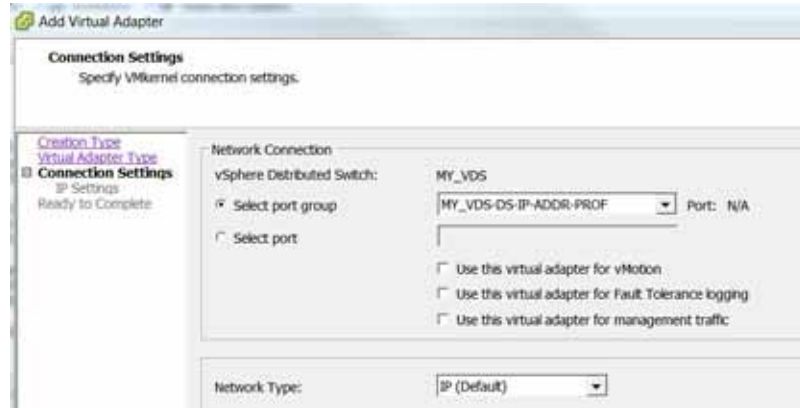 Add Virtual Adapter
Connection Settings
Specify VMkernel connection settings.
Creation Type
Virtual Adapter Type
Connection Settings
IP Settings
Ready to Complete
Network Connection
vSphere Distributed Switch: MY_VDS
Select port group MY_VDS-DS-IP-ADDR-PROF Port: N/A
Select port
Use this virtual adapter for vMotion
Use this virtual adapter for Fault Tolerance logging
Use this virtual adapter for management traffic
Network Type: IP (Default)